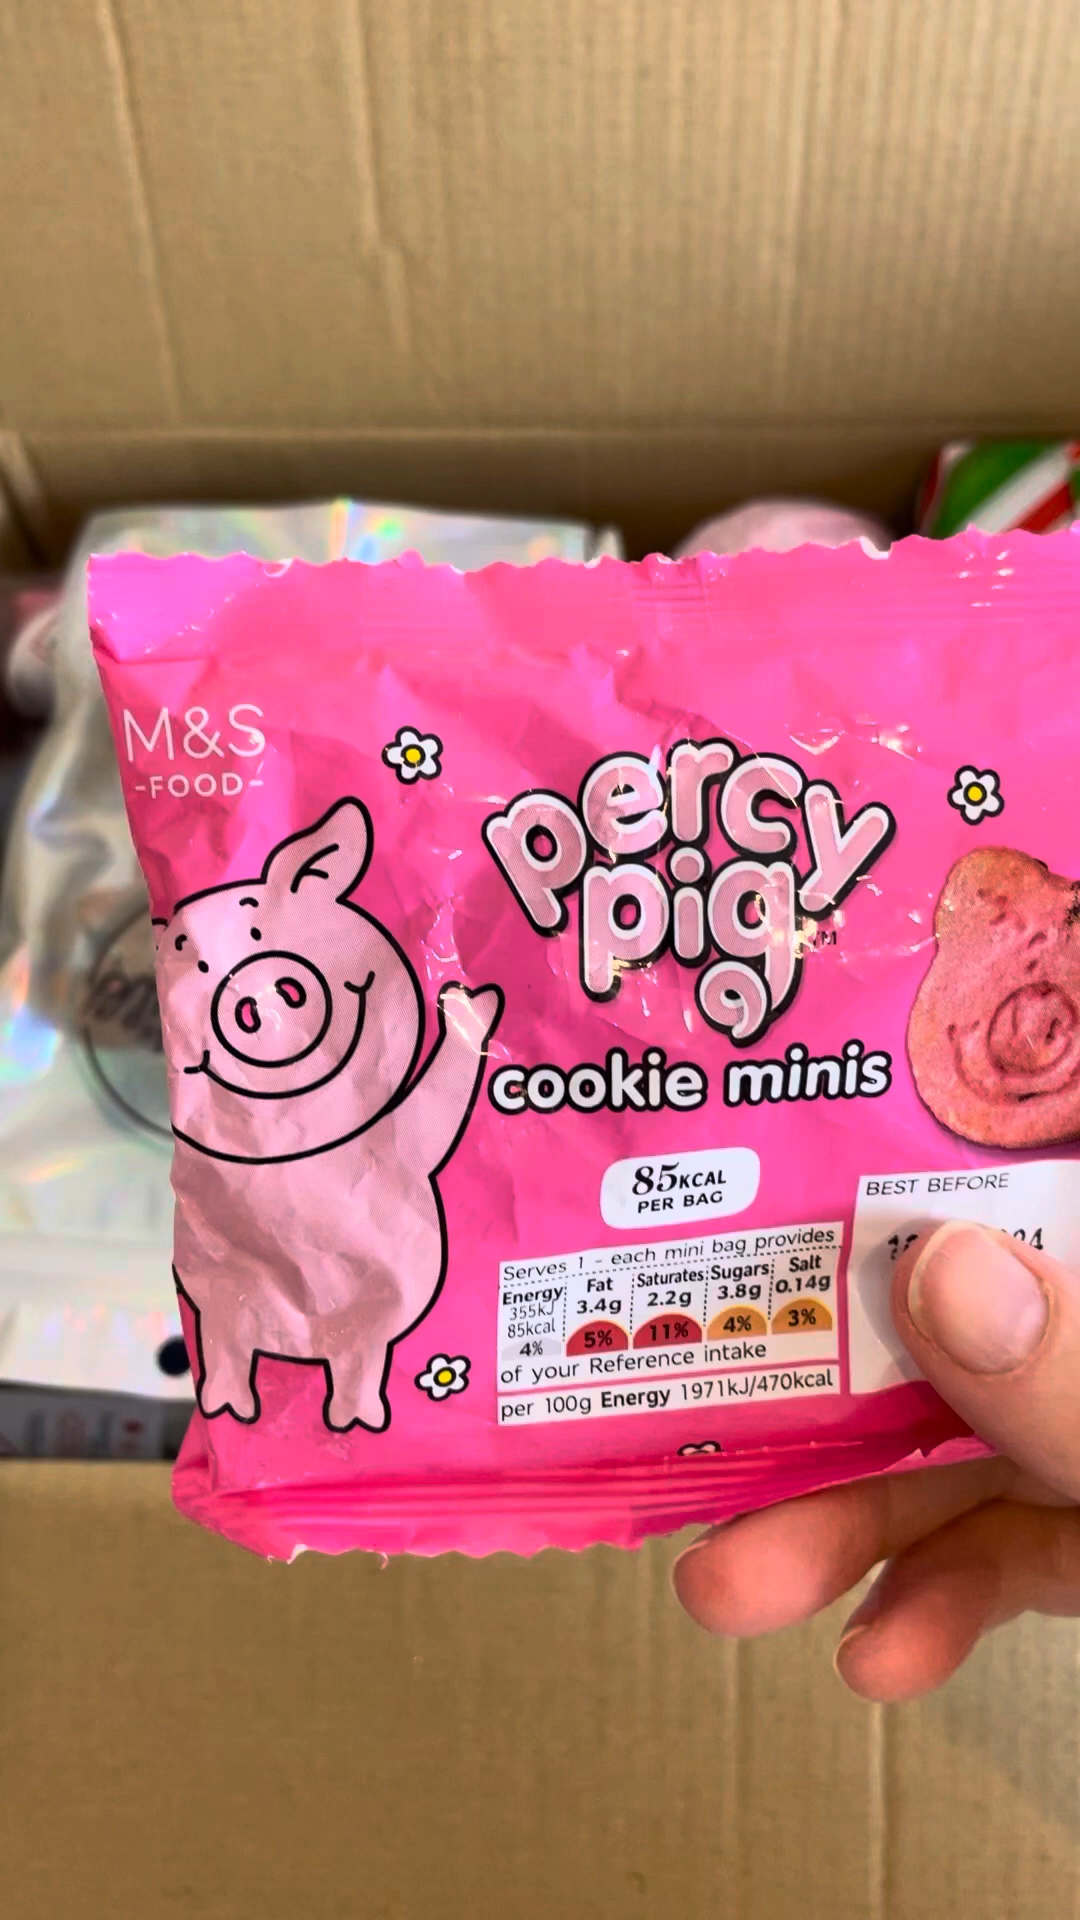 M&S
-FOOD-
percy
pig
TM
cookie minis
85KCAL
PER BAG
BEST BEFORE
Serves 1 - each mini bag provides
Energy Fat Saturates Sugars Salt
355kJ 3.4g 2.2g 3.8g 0.14g
85kcal
4% 5% 11% 4% 3%
of your Reference intake
per 100g Energy 1971kJ/470kcal